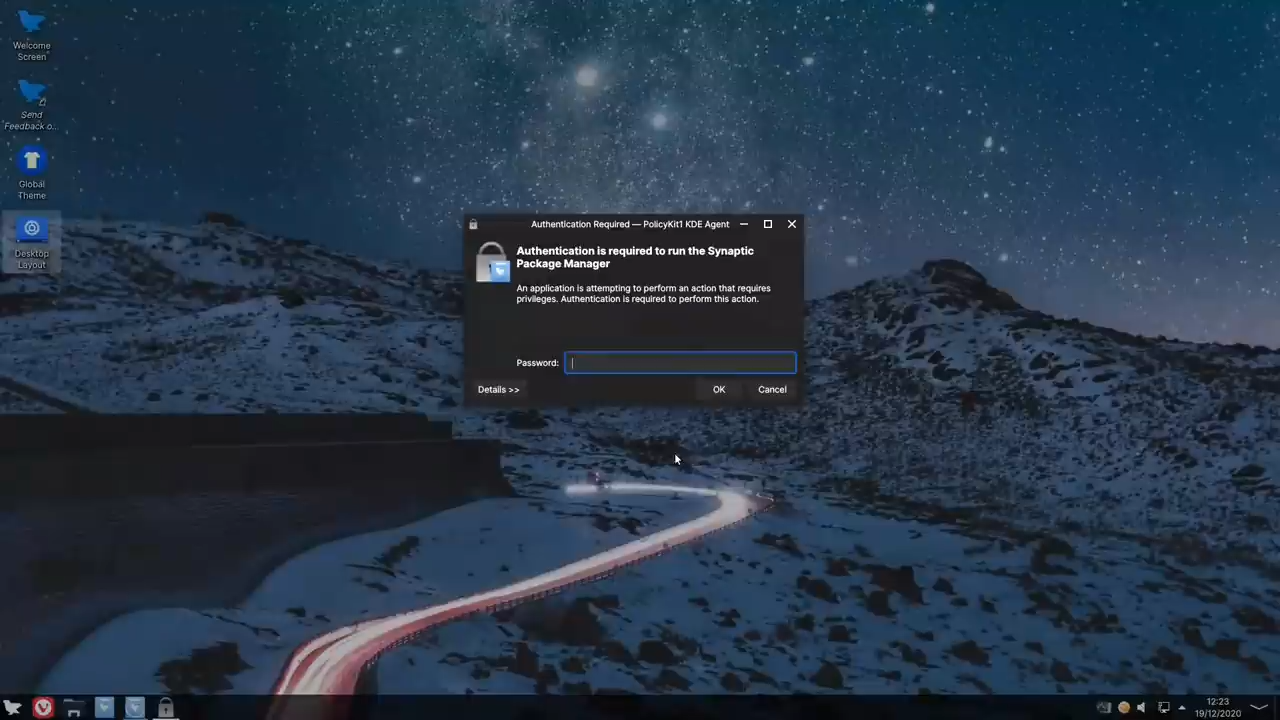 Welcome
Screen
Send
Feedback o...
Global
Theme
Desktop
Layout
Authentication Required — PolicyKit1 KDE Agent
Authentication is required to run the Synaptic
Package Manager
An application is attempting to perform an action that requires
privileges. Authentication is required to perform this action.
Password:
Details >>
OK
Cancel
12:23
19/12/2020